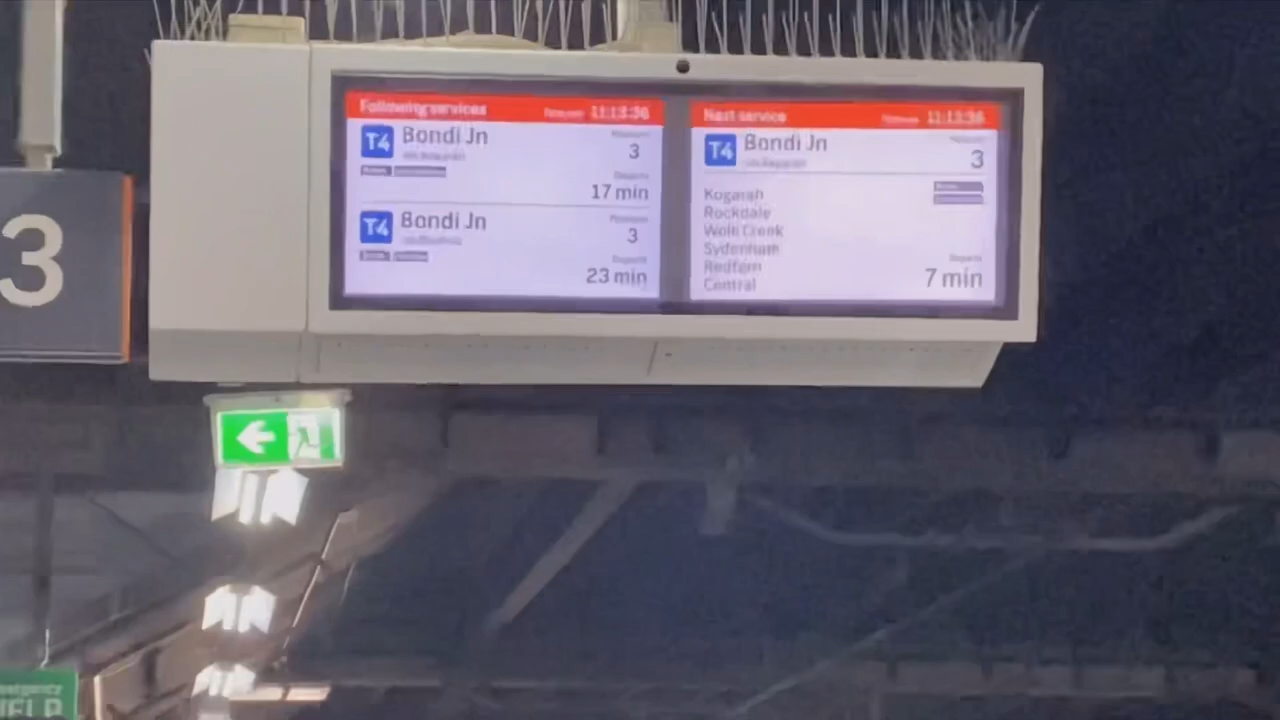 3
Following services
11:13:36
T4 Bondi Jn
3
17 min
T4 Bondi Jn
3
23 min
Next service
11:13:36
T4 Bondi Jn
3
Kogarah
Rockdale
Wolli Creek
Sydenham
Redfern
Central
7 min
HELP